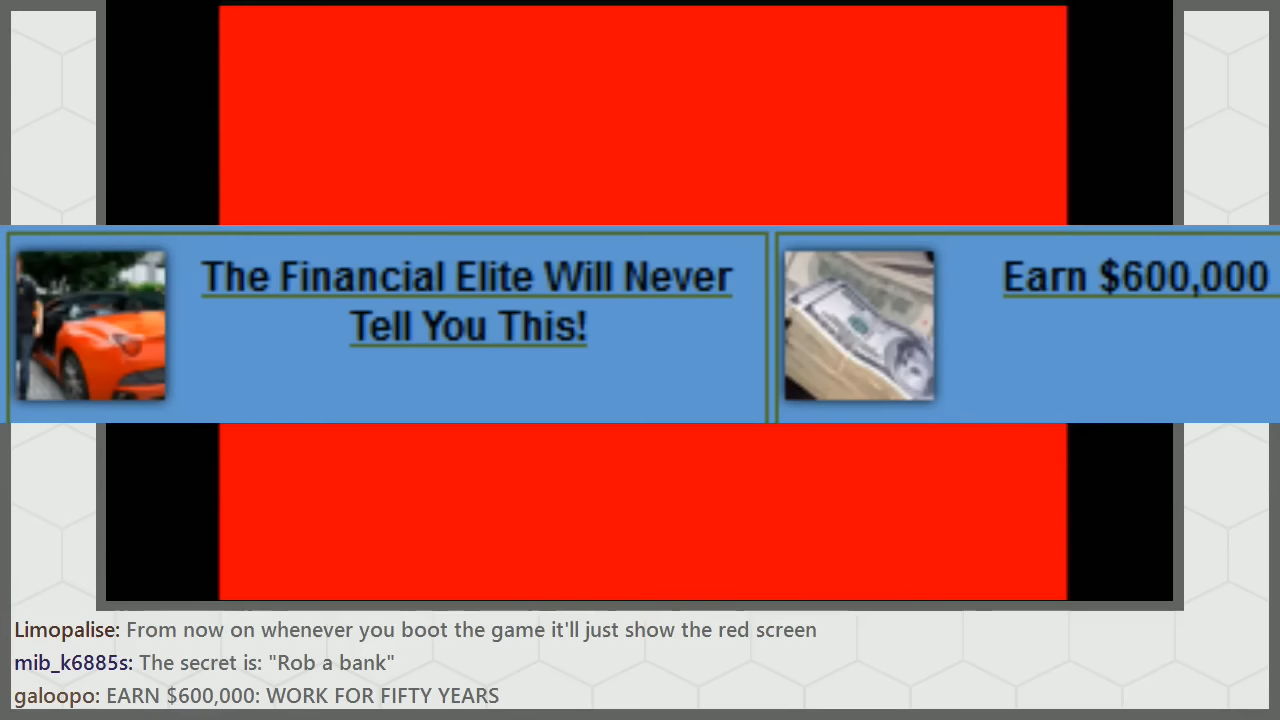 The Financial Elite Will Never
Tell You This!
Earn $600,000
Limopalise: From now on whenever you boot the game it'll just show the red screen
mib_k6885s: The secret is: "Rob a bank"
galoopo: EARN $600,000: WORK FOR FIFTY YEARS